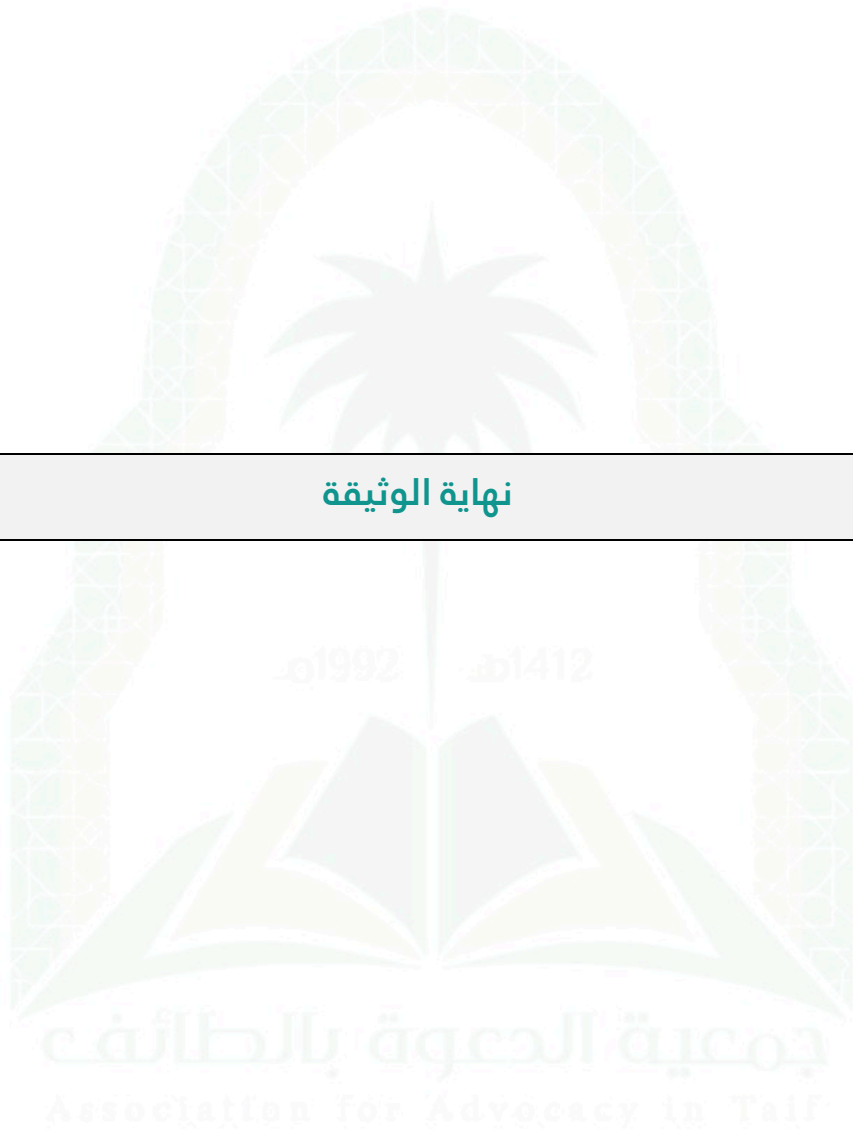 نهاية الوثيقة
1992م 1412هـ
جمعية الدعوة بالطائف
Association for Advocacy in Taif